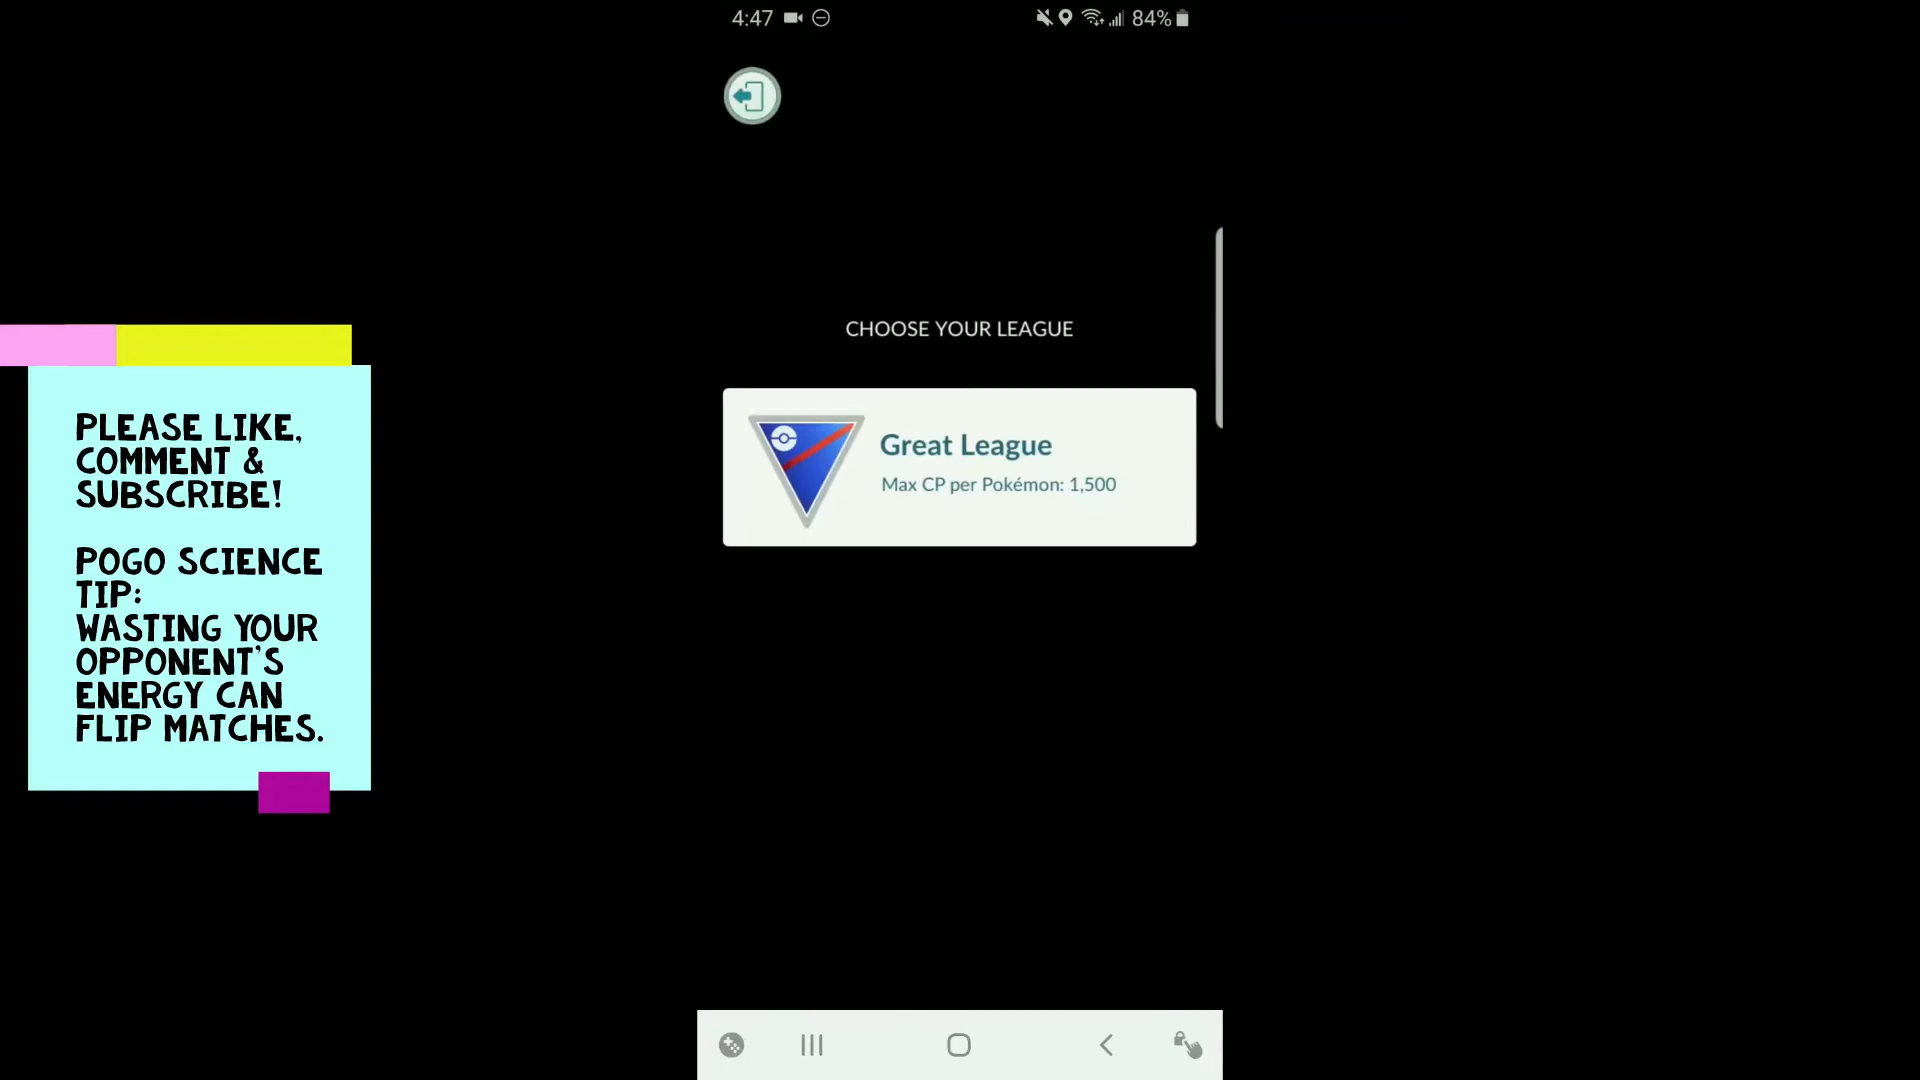 4:47
84%
CHOOSE YOUR LEAGUE
Great League
Max CP per Pokémon: 1,500
PLEASE LIKE,
COMMENT &
SUBSCRIBE!
POGO SCIENCE
TIP:
WASTING YOUR
OPPONENT'S
ENERGY CAN
FLIP MATCHES.